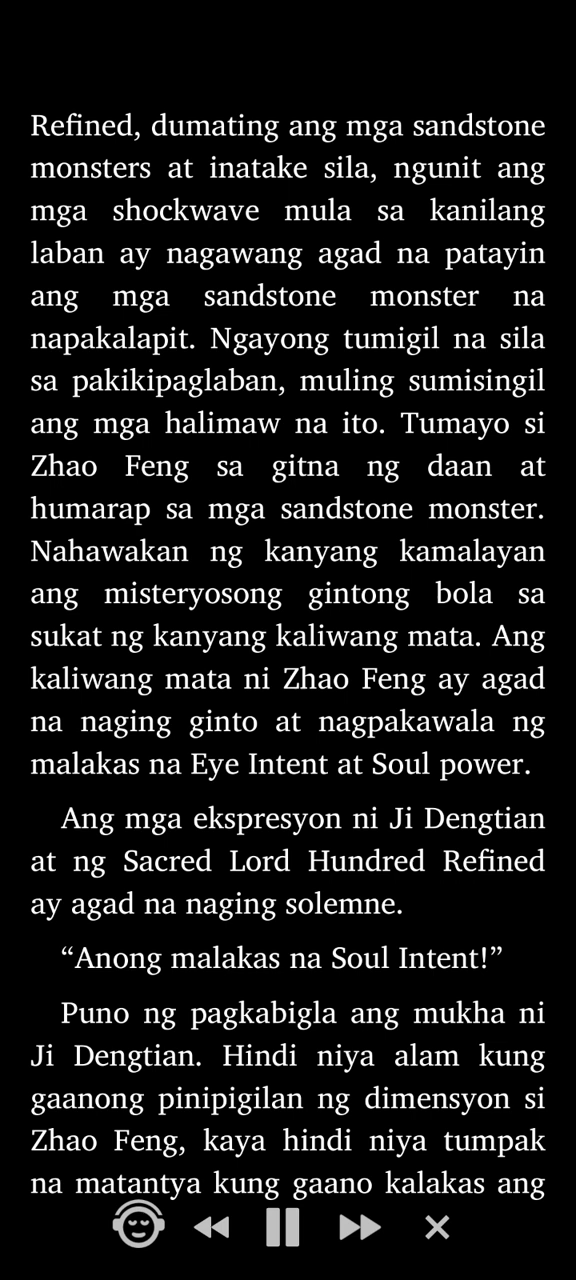 Refined, dumating ang mga sandstone
monsters at inatake sila, ngunit ang
mga shockwave mula sa kanilang
laban ay nagawang agad na patayin
ang mga sandstone monster na
napakalapit. Ngayong tumigil na sila
sa pakikipaglaban, muling sumisingil
ang mga halimaw na ito. Tumayo si
Zhao Feng sa gitna ng daan at
humarap sa mga sandstone monster.
Nahawakan ng kanyang kamalayan
ang misteryosong gintong bola sa
sukat ng kanyang kaliwang mata. Ang
kaliwang mata ni Zhao Feng ay agad
na naging ginto at nagpakawala ng
malakas na Eye Intent at Soul power.
Ang mga ekspresyon ni Ji Dengtian
at ng Sacred Lord Hundred Refined
ay agad na naging solemne.
“Anong malakas na Soul Intent!”
Puno ng pagkabigla ang mukha ni
Ji Dengtian. Hindi niya alam kung
gaanong pinipigilan ng dimensyon si
Zhao Feng, kaya hindi niya tumpak
na matantya kung gaano kalakas ang